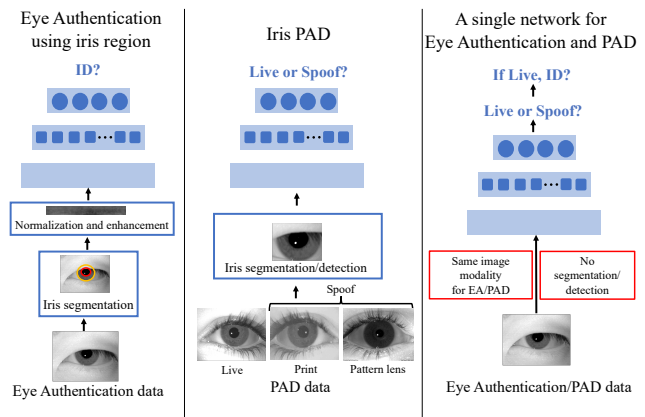 Eye Authentication
using iris region
ID?
Normalization and enhancement
Iris segmentation
Eye Authentication data
Iris PAD
Live or Spoof?
Iris segmentation/detection
Spoof
Live
Print
Pattern lens
PAD data
A single network for
Eye Authentication and PAD
If Live, ID?
Live or Spoof?
Same image
modality
for EA/PAD
No
segmentation/
detection
Eye Authentication/PAD data